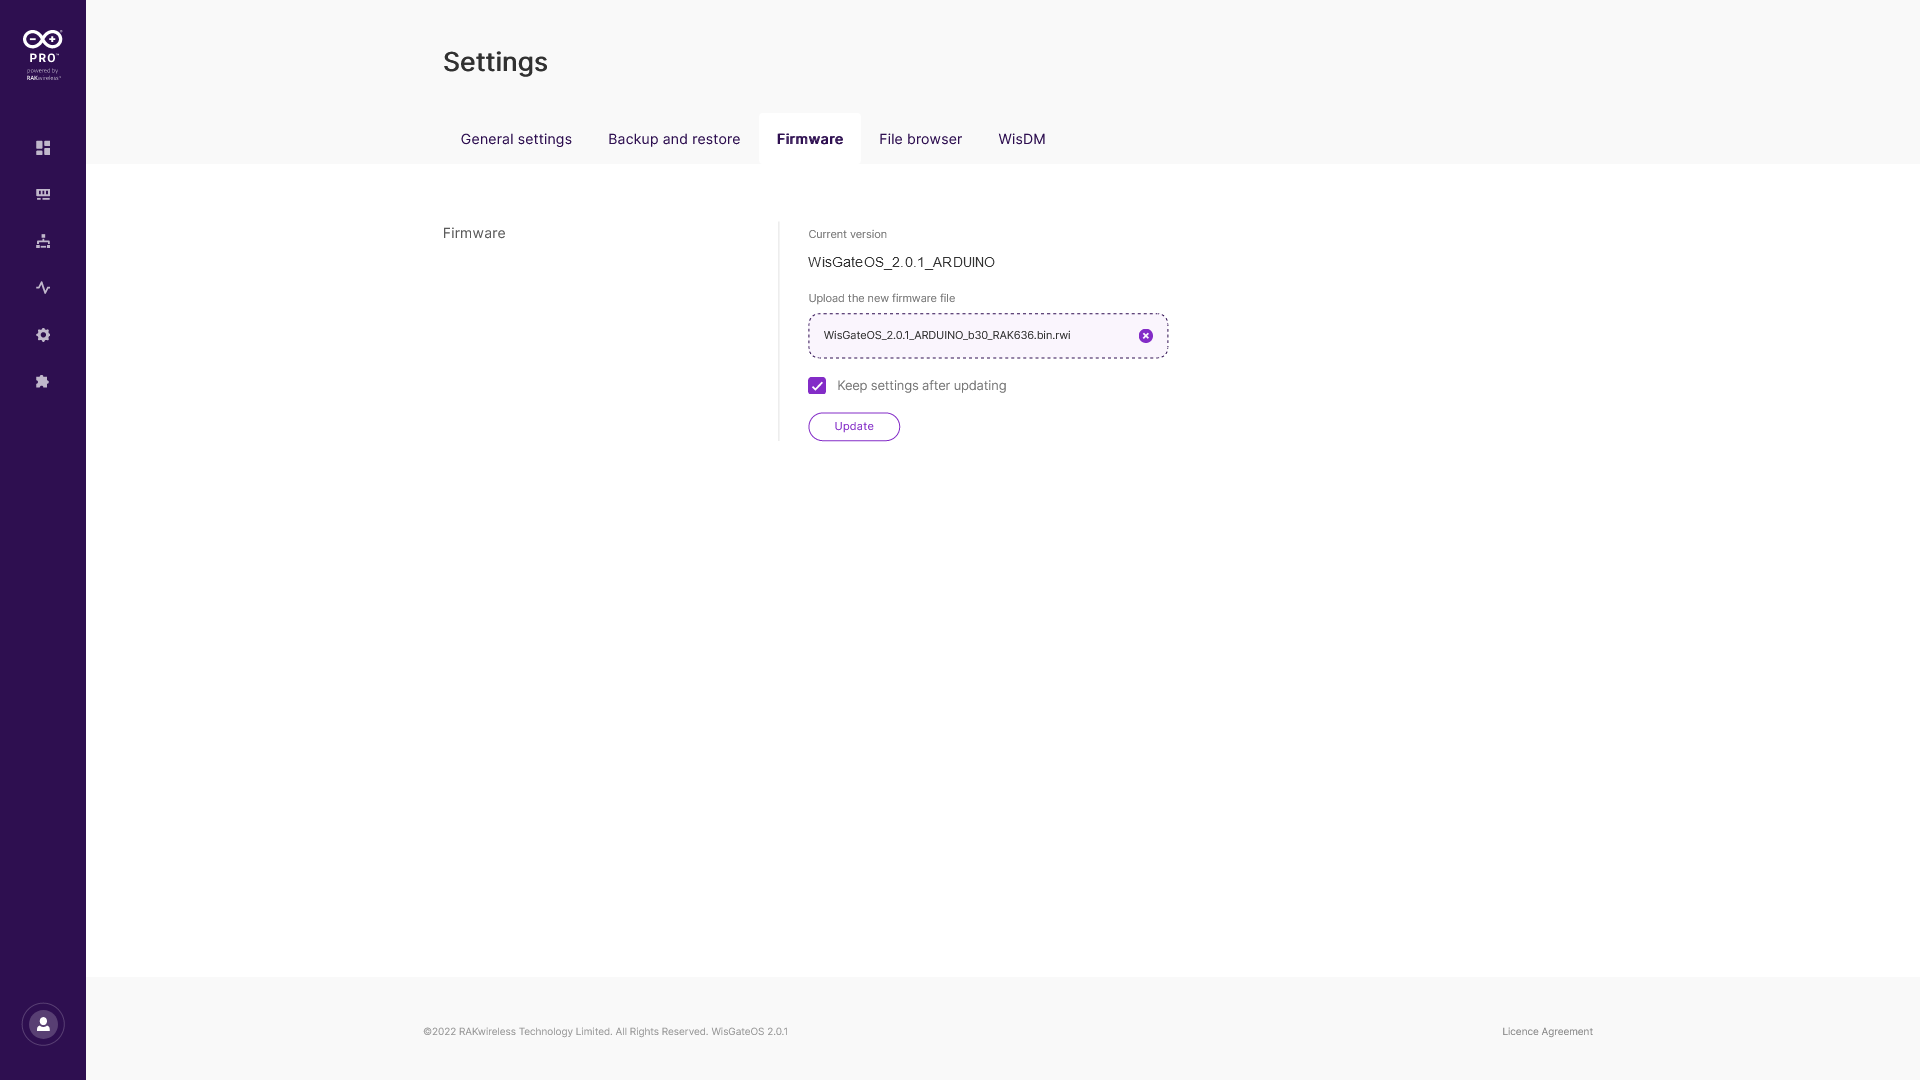 PRO™
powered by
RAKwireless™
Settings
General settings
Backup and restore
Firmware
File browser
WisDM
Firmware
Current version
WisGateOS_2.0.1_ARDUINO
Upload the new firmware file
WisGateOS_2.0.1_ARDUINO_b30_RAK636.bin.rwi
Keep settings after updating
Update
©2022 RAKwireless Technology Limited. All Rights Reserved. WisGateOS 2.0.1
Licence Agreement